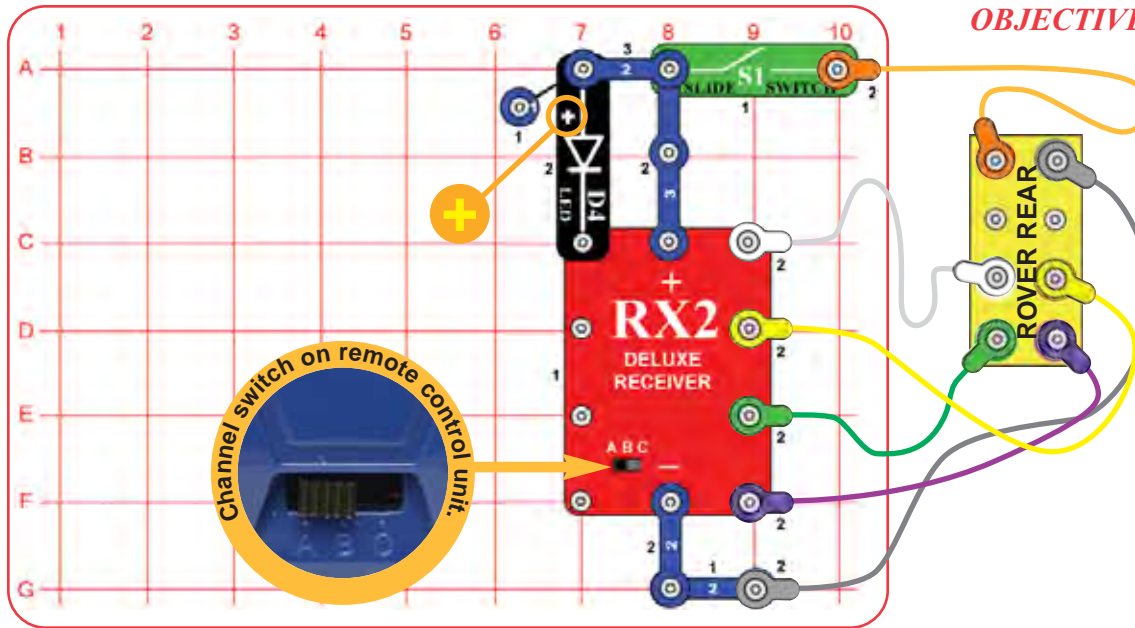 OBJECTIVE
1 2 3 4 5 6 7 8 9 10
A
B
C
D
E
F
G
3
2
S1
SLIDE SWITCH
1
2
1
1
+
+
2
D4
LED
2
3
2
+
RX2
DELUXE
RECEIVER
2
2
2
1
A B C
–
2
2
1
2
2
ROVER REAR
Channel switch on remote control unit.
A B C